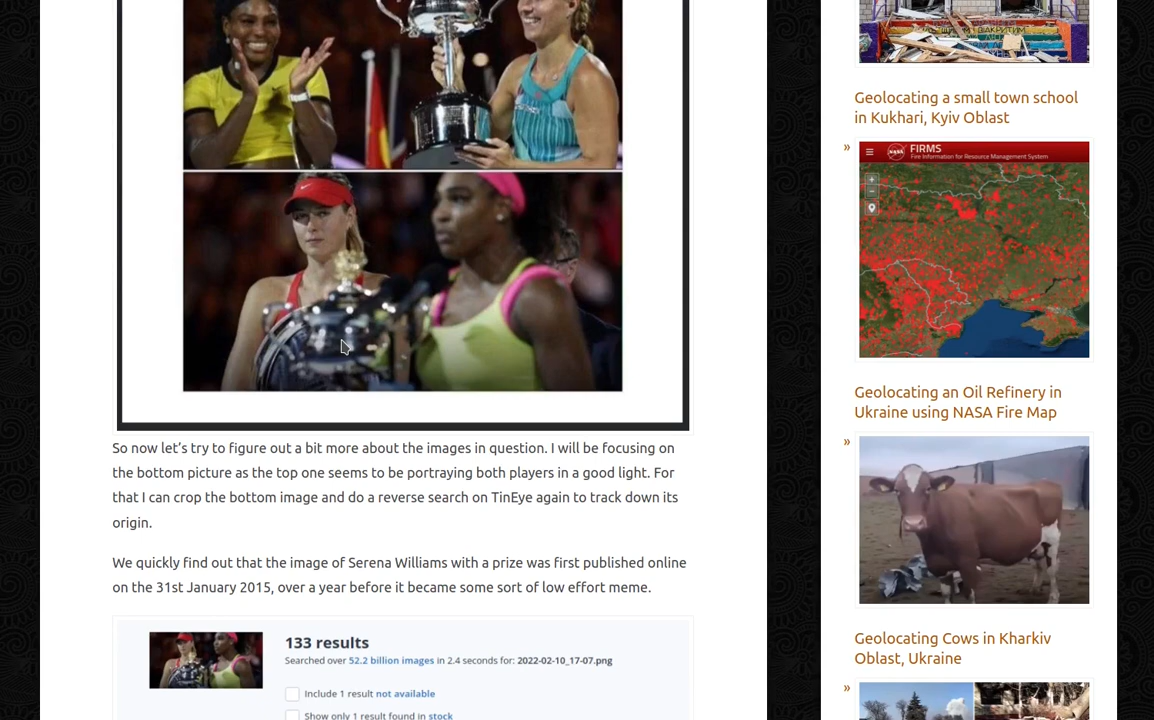 So now let's try to figure out a bit more about the images in question. I will be focusing on
the bottom picture as the top one seems to be portraying both players in a good light. For
that I can crop the bottom image and do a reverse search on TinEye again to track down its
origin.
We quickly find out that the image of Serena Williams with a prize was first published online
on the 31st January 2015, over a year before it became some sort of low effort meme.
133 results
Searched over 52.2 billion images in 2.4 seconds for: 2022-02-10_17-07.png
Include 1 result not available
Show only 1 result found in stock
Geolocating a small town school
in Kukhari, Kyiv Oblast
»
NASA
FIRMS
Fire Information for Resource Management System
+
−
Geolocating an Oil Refinery in
Ukraine using NASA Fire Map
»
Geolocating Cows in Kharkiv
Oblast, Ukraine
»